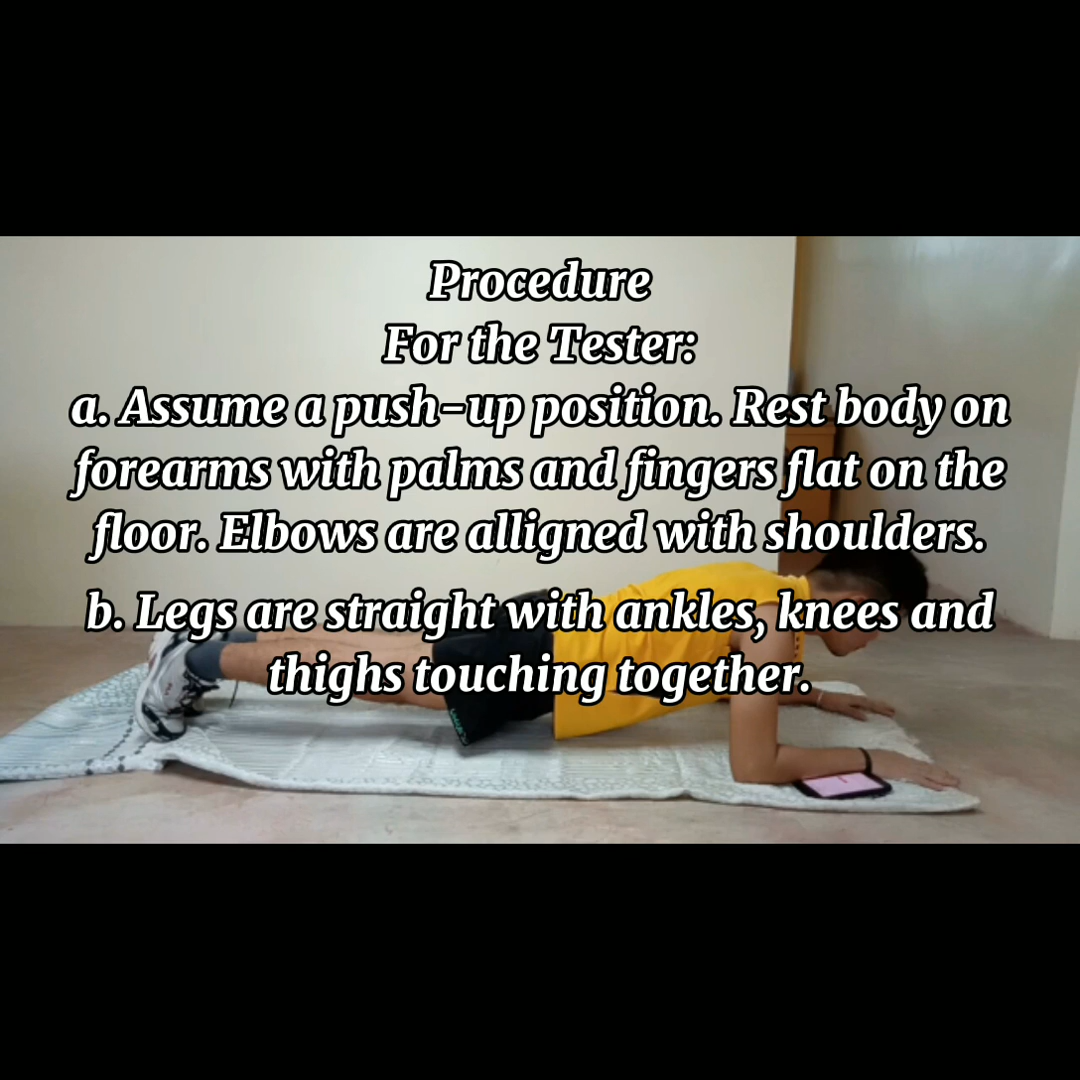 Procedure
For the Tester:
a. Assume a push-up position. Rest body on
forearms with palms and fingers flat on the
floor. Elbows are alligned with shoulders.
b. Legs are straight with ankles, knees and
thighs touching together.